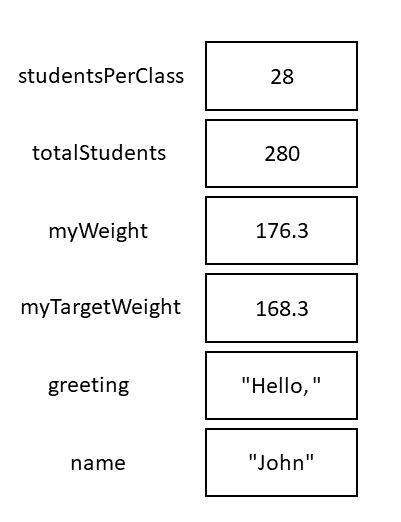 studentsPerClass 28
totalStudents 280
myWeight 176.3
myTargetWeight 168.3
greeting "Hello,"
name "John"